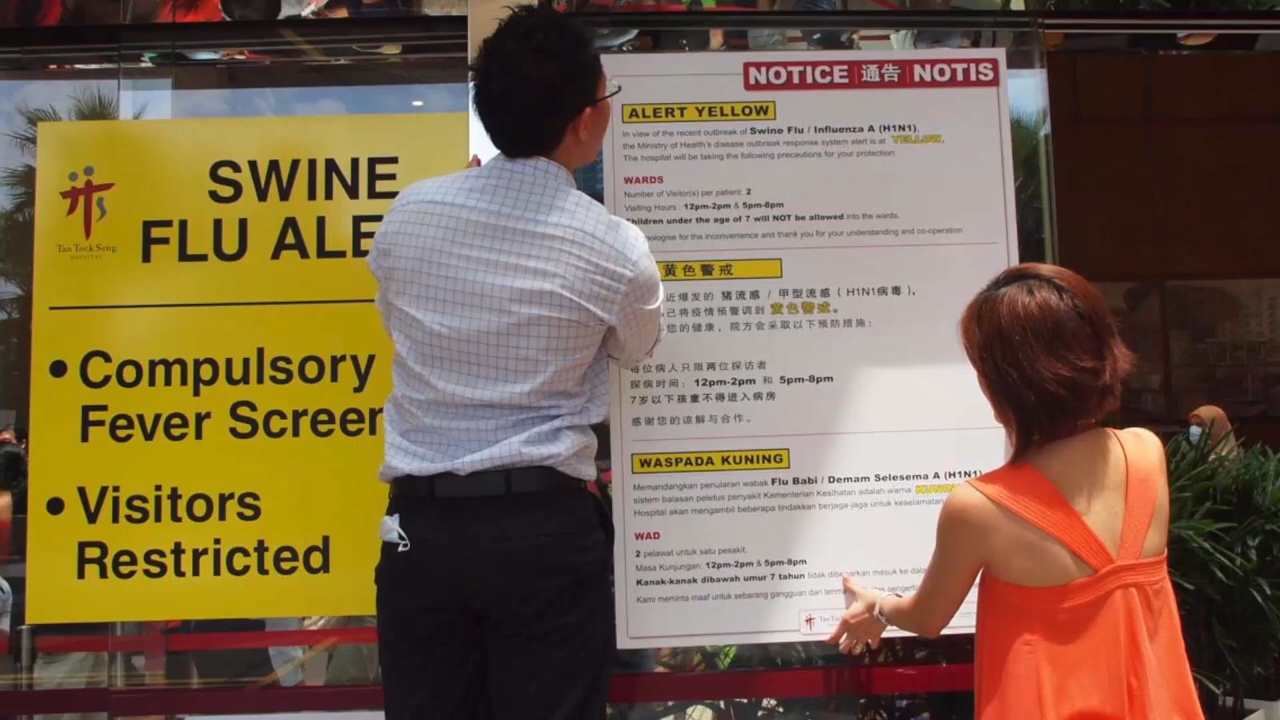 Tan Tock Seng
HOSPITAL
SWINE
FLU ALE
• Compulsory
Fever Screen
• Visitors
Restricted
NOTICE | 通告 | NOTIS
ALERT YELLOW
In view of the recent outbreak of Swine Flu / Influenza A (H1N1),
the Ministry of Health's disease outbreak response system alert is at YELLOW.
The hospital will be taking the following precautions for your protection:
WARDS
Number of Visitor(s) per patient: 2
Visiting Hours : 12pm-2pm & 5pm-8pm
Children under the age of 7 will NOT be allowed into the wards.
apologise for the inconvenience and thank you for your understanding and co-operation
黄色警戒
近爆发的 猪流感 / 甲型流感 ( H1N1病毒 ),
已将疫情预警调到 黄色警戒。
您的健康, 院方会采取以下预防措施:
每位病人只限两位探访者
探病时间: 12pm-2pm 和 5pm-8pm
7岁以下孩童不得进入病房
感谢您的谅解与合作。
WASPADA KUNING
Memandangkan penularan wabak Flu Babi / Demam Selesema A (H1N1)
sistem balasan peletus penyakit Kementerian Kesihatan adalah warna KUNING
Hospital akan mengambil beberapa tindakkan berjaga-jaga untuk keselamatan
WAD
2 pelawat untuk satu pesakit.
Masa Kunjungan: 12pm-2pm & 5pm-8pm
Kanak-kanak dibawah umur 7 tahun tidak dibenarkan masuk ke
Kami meminta maaf untuk sebarang gangguan dan
Tan To